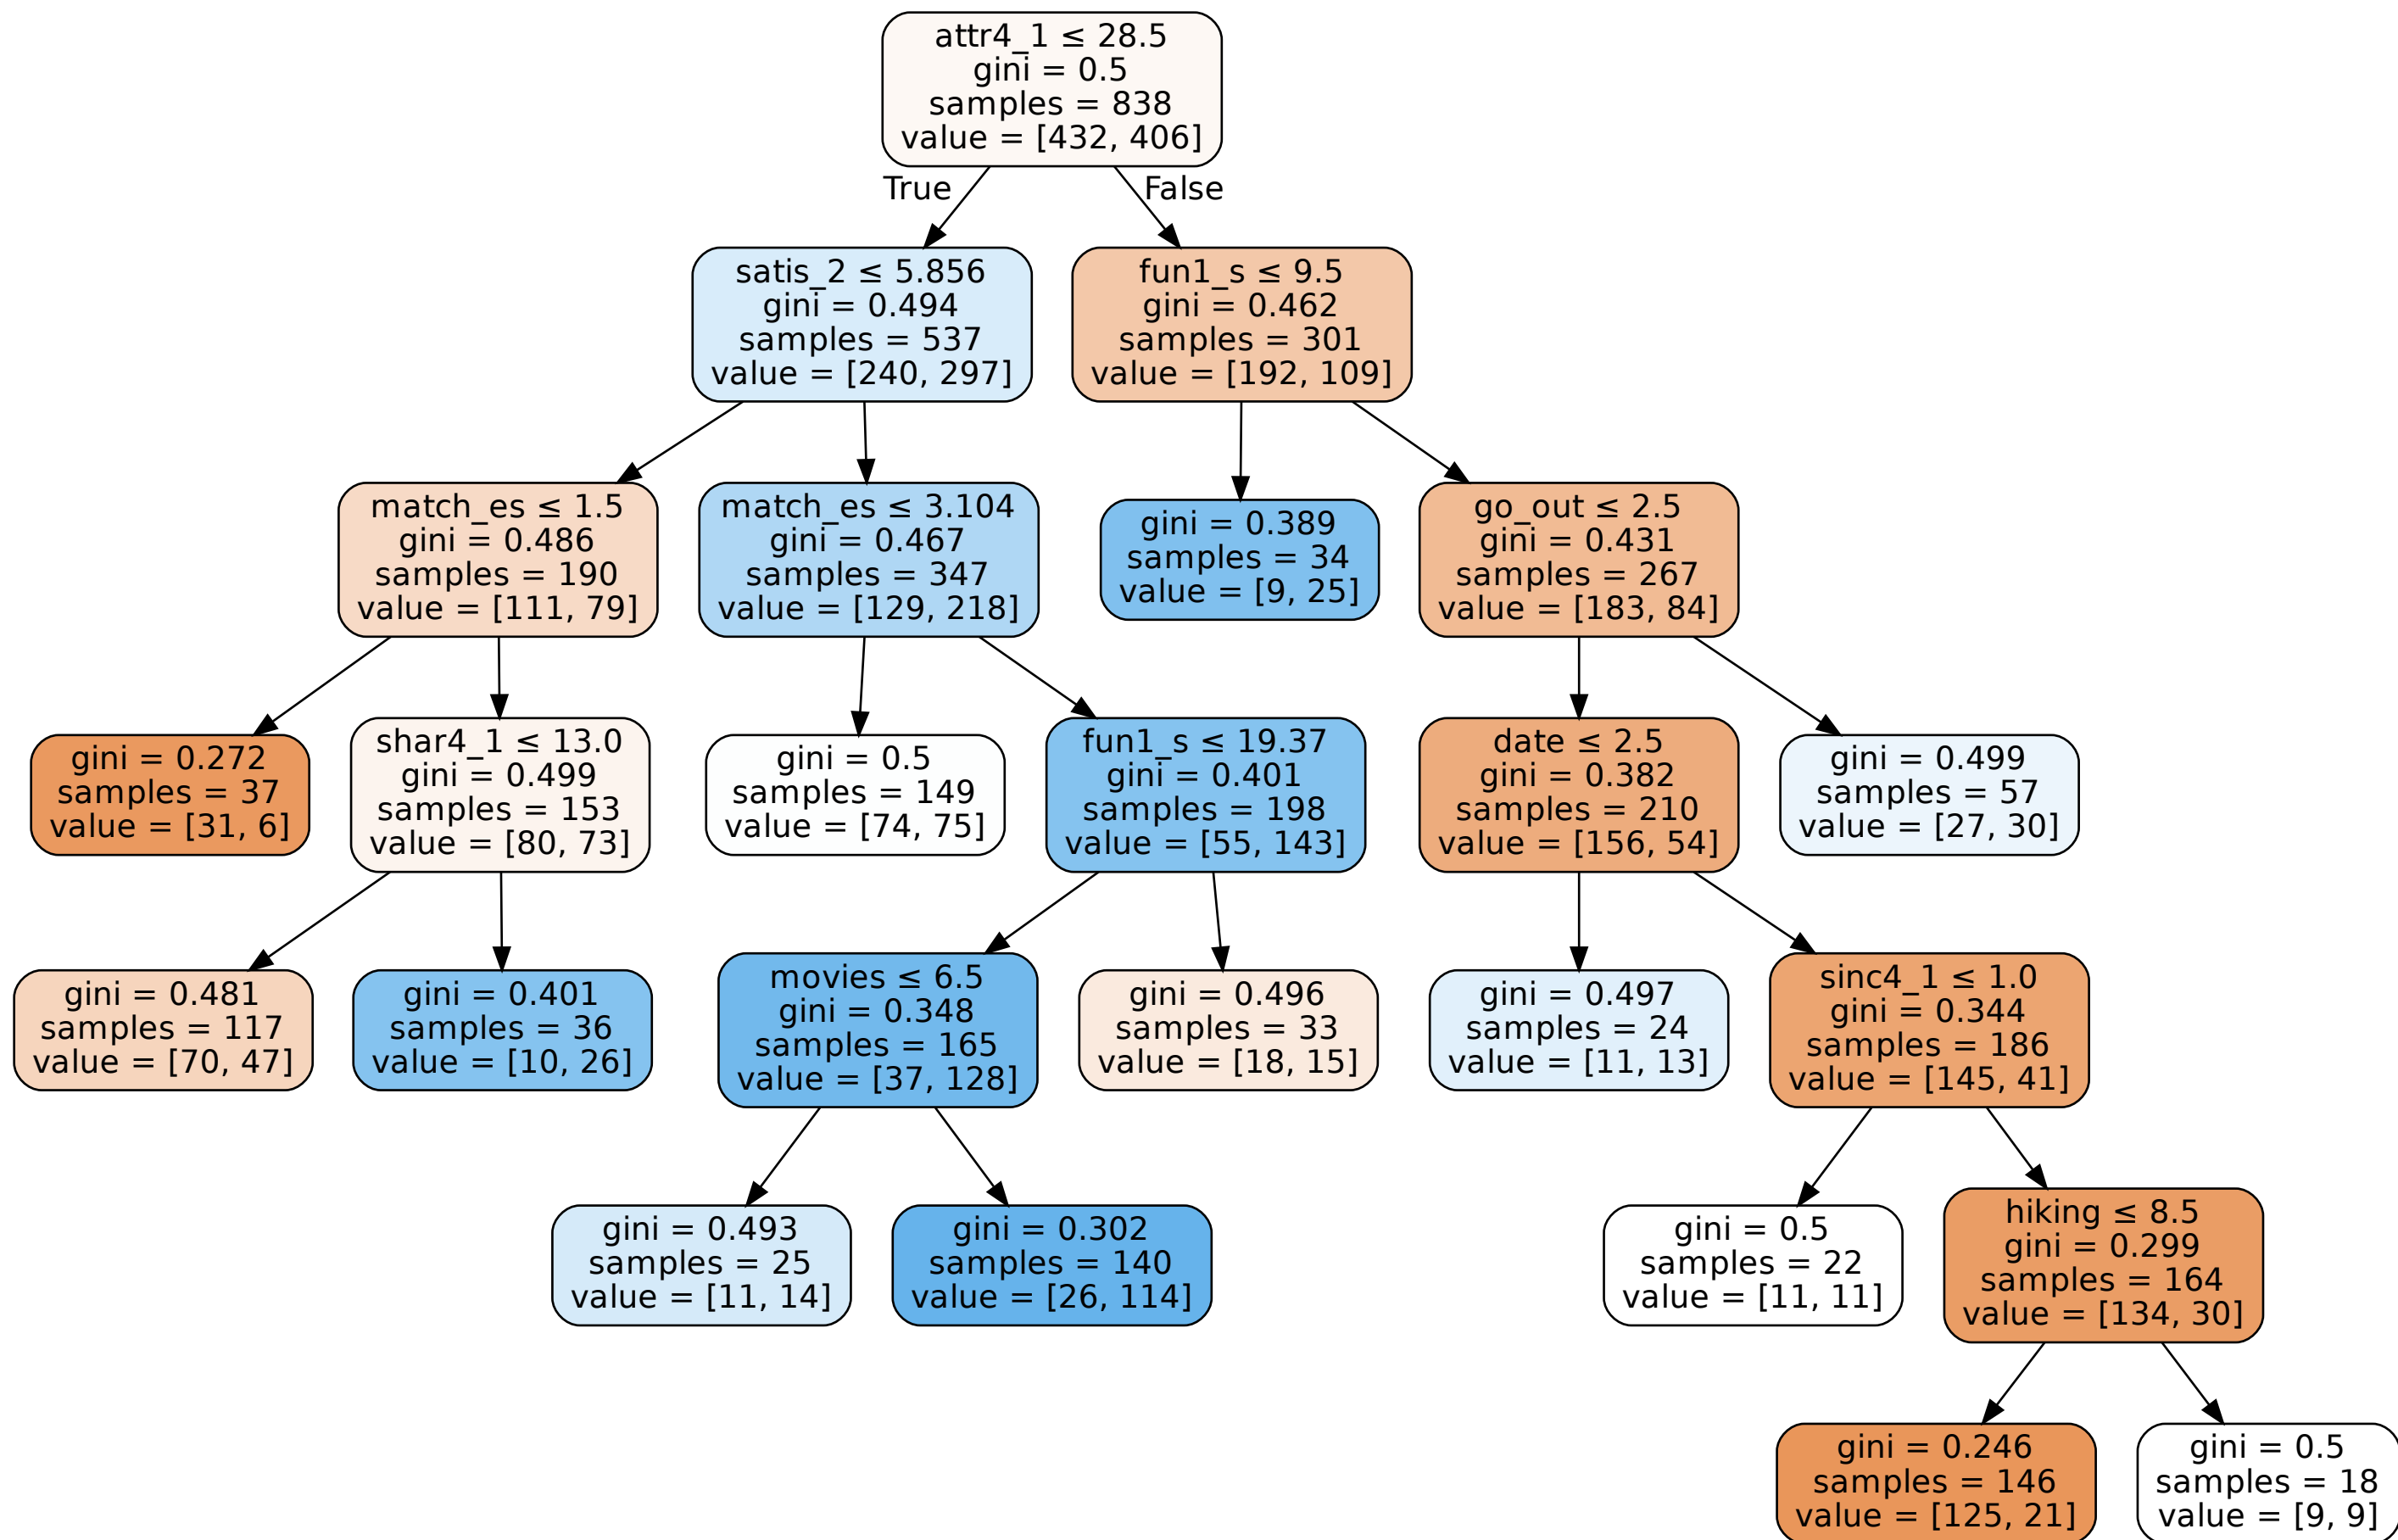 attr4_1 ≤ 28.5
gini = 0.5
samples = 838
value = [432, 406]
True
False
satis_2 ≤ 5.856
gini = 0.494
samples = 537
value = [240, 297]
fun1_s ≤ 9.5
gini = 0.462
samples = 301
value = [192, 109]
match_es ≤ 1.5
gini = 0.486
samples = 190
value = [111, 79]
match_es ≤ 3.104
gini = 0.467
samples = 347
value = [129, 218]
gini = 0.389
samples = 34
value = [9, 25]
go_out ≤ 2.5
gini = 0.431
samples = 267
value = [183, 84]
gini = 0.272
samples = 37
value = [31, 6]
shar4_1 ≤ 13.0
gini = 0.499
samples = 153
value = [80, 73]
gini = 0.5
samples = 149
value = [74, 75]
fun1_s ≤ 19.37
gini = 0.401
samples = 198
value = [55, 143]
date ≤ 2.5
gini = 0.382
samples = 210
value = [156, 54]
gini = 0.499
samples = 57
value = [27, 30]
gini = 0.481
samples = 117
value = [70, 47]
gini = 0.401
samples = 36
value = [10, 26]
movies ≤ 6.5
gini = 0.348
samples = 165
value = [37, 128]
gini = 0.496
samples = 33
value = [18, 15]
gini = 0.497
samples = 24
value = [11, 13]
sinc4_1 ≤ 1.0
gini = 0.344
samples = 186
value = [145, 41]
gini = 0.493
samples = 25
value = [11, 14]
gini = 0.302
samples = 140
value = [26, 114]
gini = 0.5
samples = 22
value = [11, 11]
hiking ≤ 8.5
gini = 0.299
samples = 164
value = [134, 30]
gini = 0.246
samples = 146
value = [125, 21]
gini = 0.5
samples = 18
value = [9, 9]